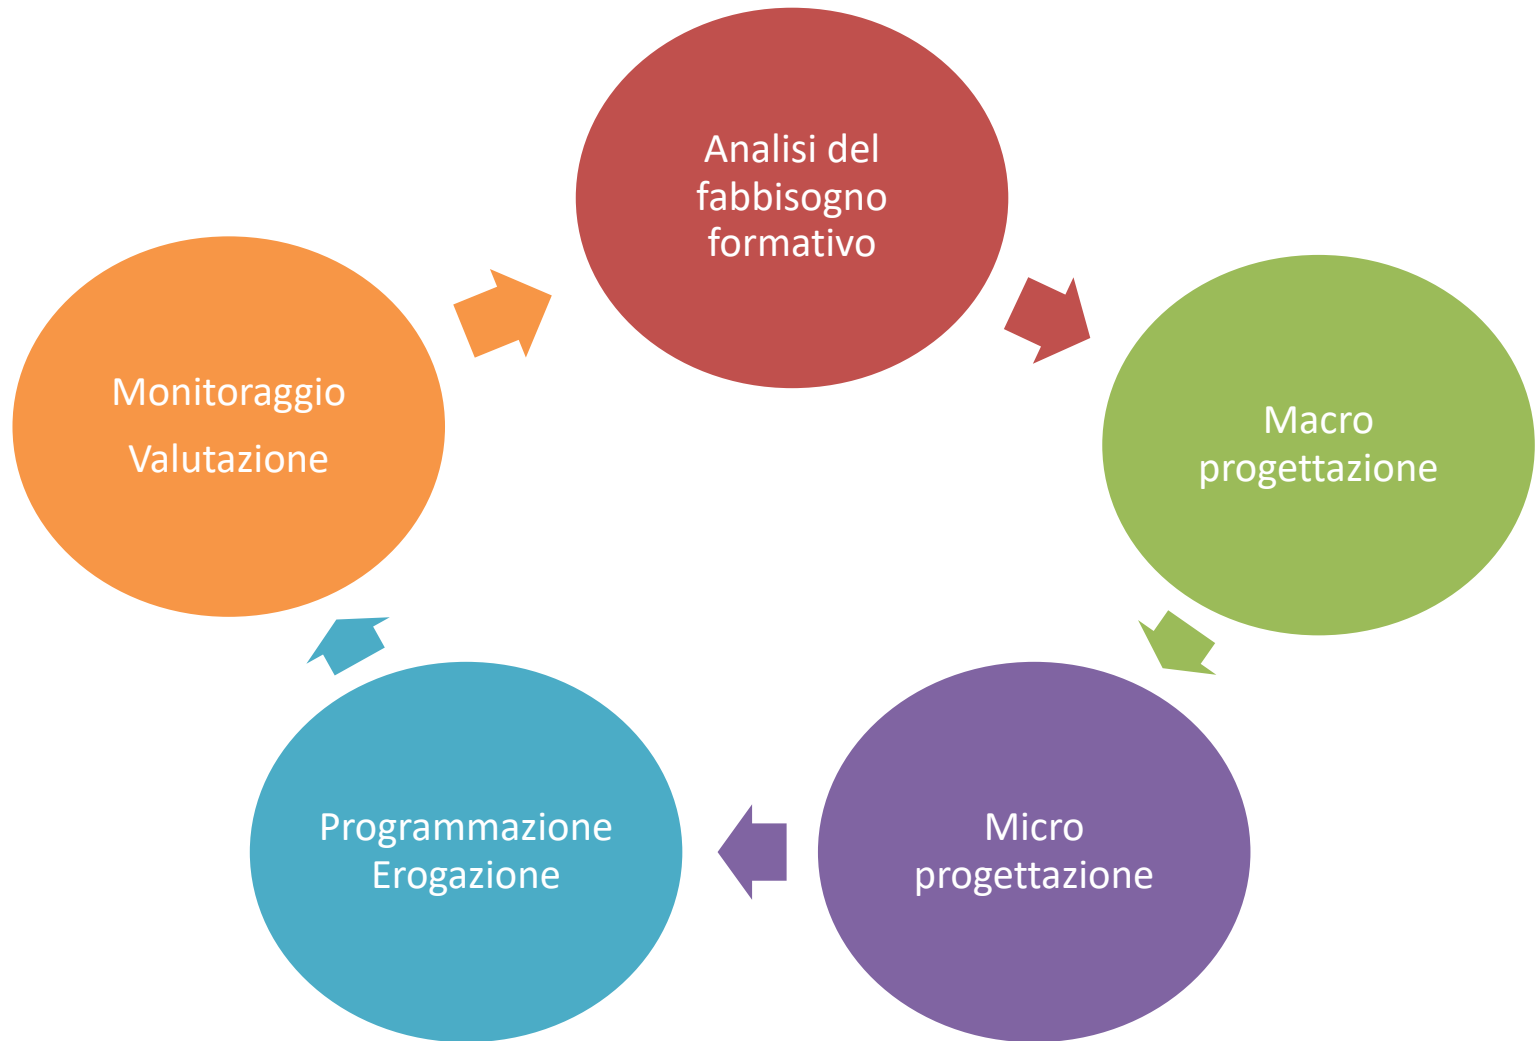 Analisi del
fabbisogno
formativo
Macro
progettazione
Micro
progettazione
Programmazione
Erogazione
Monitoraggio
Valutazione